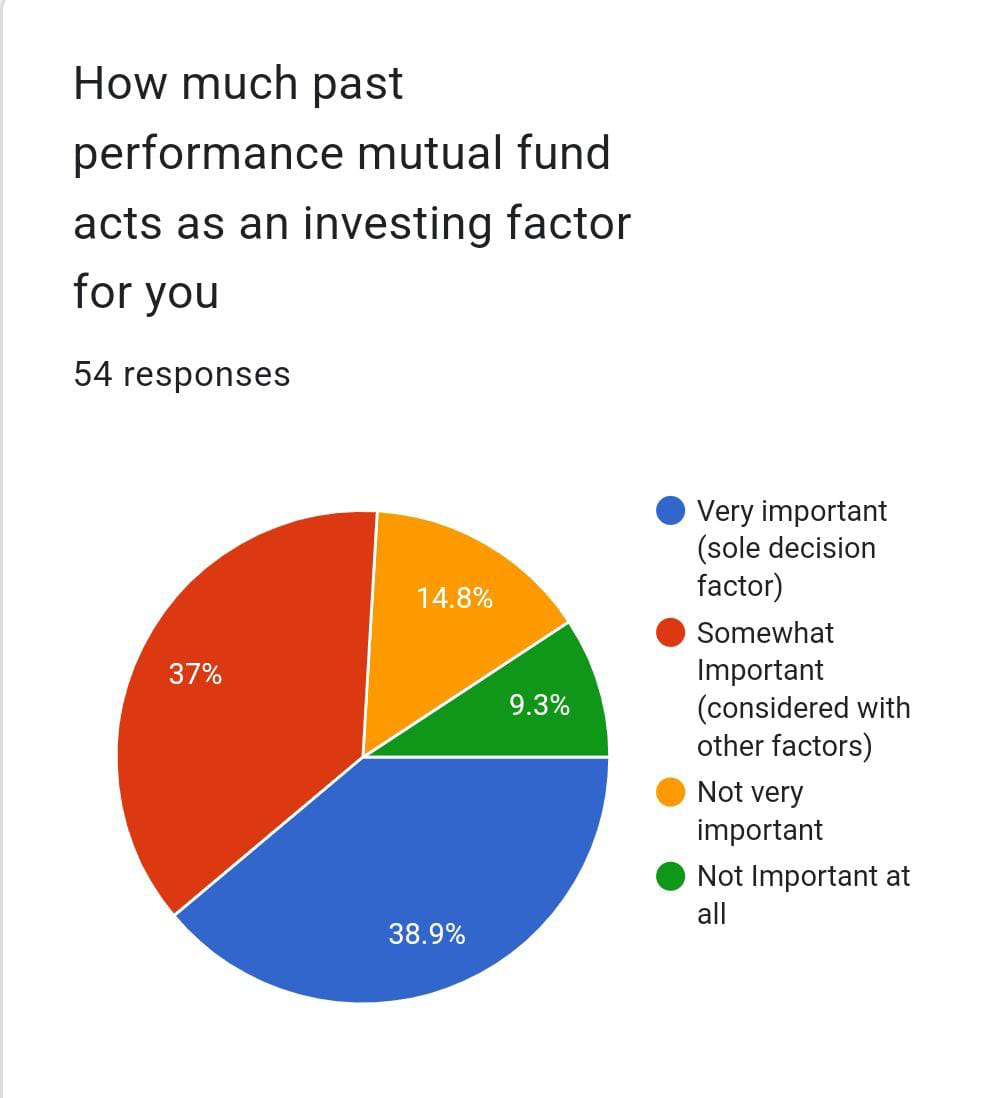 How much past
performance mutual fund
acts as an investing factor
for you
54 responses
14.8%
37%
9.3%
38.9%
Very important
(sole decision
factor)
Somewhat
Important
(considered with
other factors)
Not very
important
Not Important at
all